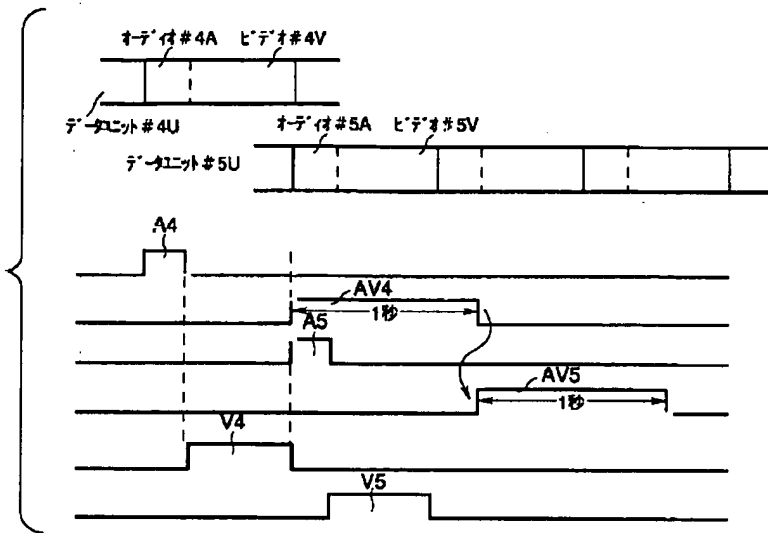 オーディオ#4A ビデオ#4V
データユニット#4U
オーディオ#5A ビデオ#5V
データユニット#5U
A4
AV4
1秒
A5
AV5
1秒
V4
V5